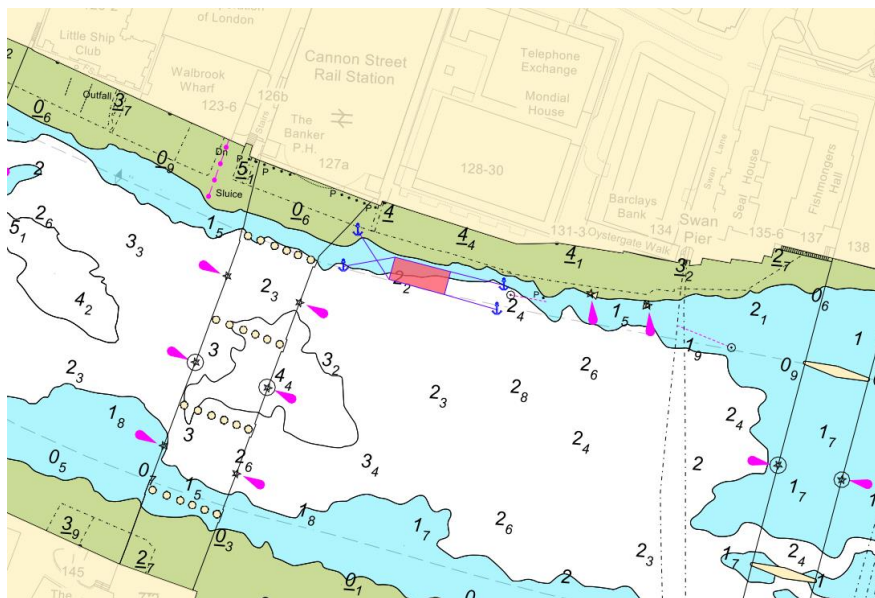 of London
Little Ship
Club
Walbrook
Wharf
123-6
126b
Stairs
Cannon Street
Rail Station
The
Banker
P.H.
127a
Telephone
Exchange
Mondial
House
128-30
Barclays
Bank
131-3
134
Oystergate Walk
Swan
Pier
Swan Lane
Seal House
135-6
Fishmongers
Hall
137
138
Outfall
3₇
0₆
0₉
Dn
P
Sluice
5₁
P
P
P
4
0₆
4₄
4₁
3₂
2₇
0₆
2
2₆
5₁
3₃
4₂
1₅
2₃
2₂
2₄
P
1₅
1₉
2₁
1
0₉
3
4₄
3₂
2₃
2₈
2₆
2₃
1₈
3
2₆
3₄
2₄
2₄
2
1₇
1₇
0₅
0₇
1₅
1₈
1₇
2₆
2₃
2₄
1₇
3₉
2₇
0₃
0₁
2
0
1
145
The